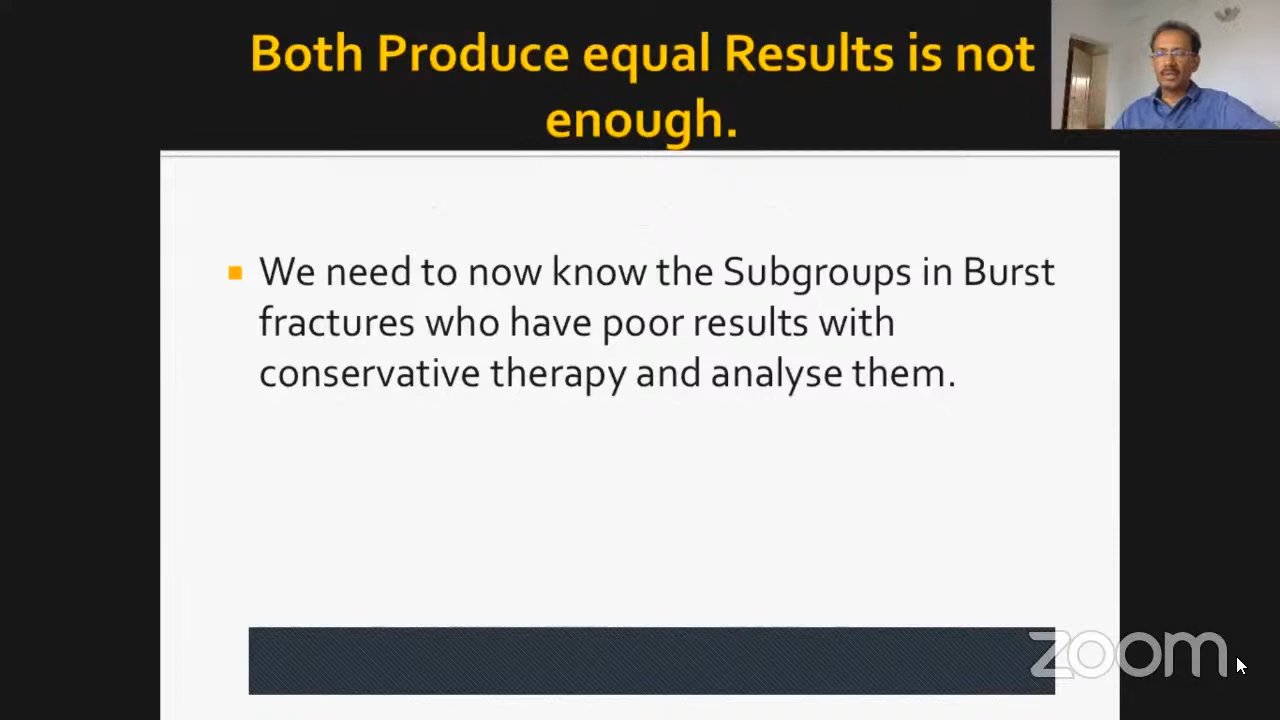 Both Produce equal Results is not
enough.
We need to now know the Subgroups in Burst
fractures who have poor results with
conservative therapy and analyse them.
zoom